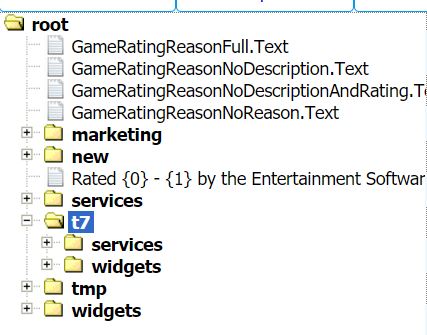 root
GameRatingReasonFull.Text
GameRatingReasonNoDescription.Text
GameRatingReasonNoDescriptionAndRating.Te
GameRatingReasonNoReason.Text
marketing
new
Rated {0} - {1} by the Entertainment Softwar
services
t7
services
widgets
tmp
widgets